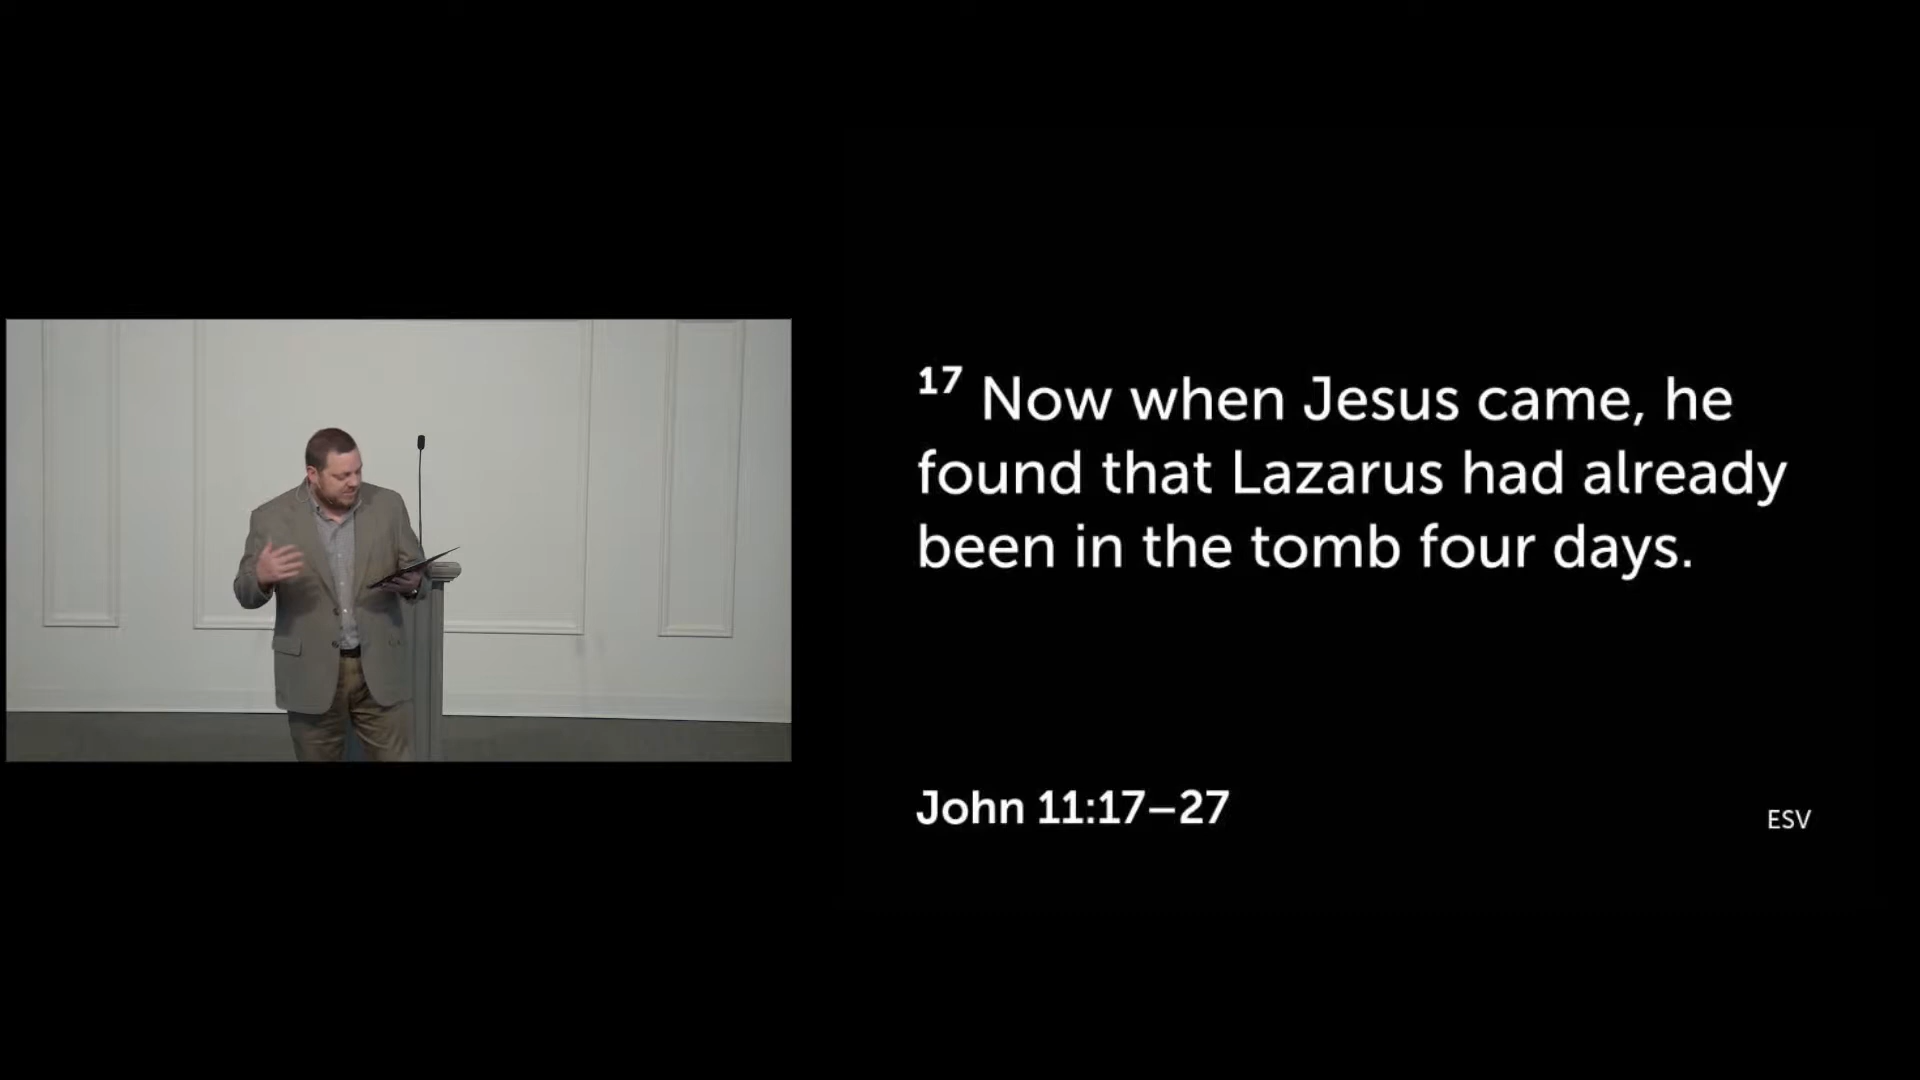 17 Now when Jesus came, he
found that Lazarus had already
been in the tomb four days.
John 11:17–27
ESV